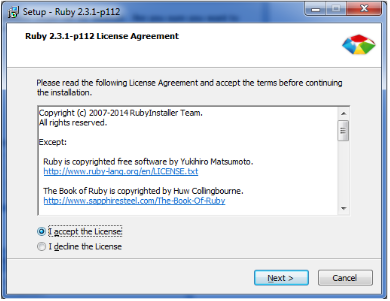 Setup - Ruby 2.3.1-p112
Ruby 2.3.1-p112 License Agreement
Please read the following License Agreement and accept the terms before continuing
the installation.
Copyright (c) 2007-2014 RubyInstaller Team.
All rights reserved.
Except:
Ruby is copyrighted free software by Yukihiro Matsumoto.
http://www.ruby-lang.org/en/LICENSE.txt
The Book of Ruby is copyrighted by Huw Collingbourne.
http://www.sapphiresteel.com/The-Book-Of-Ruby
I accept the License
I decline the License
Next >
Cancel